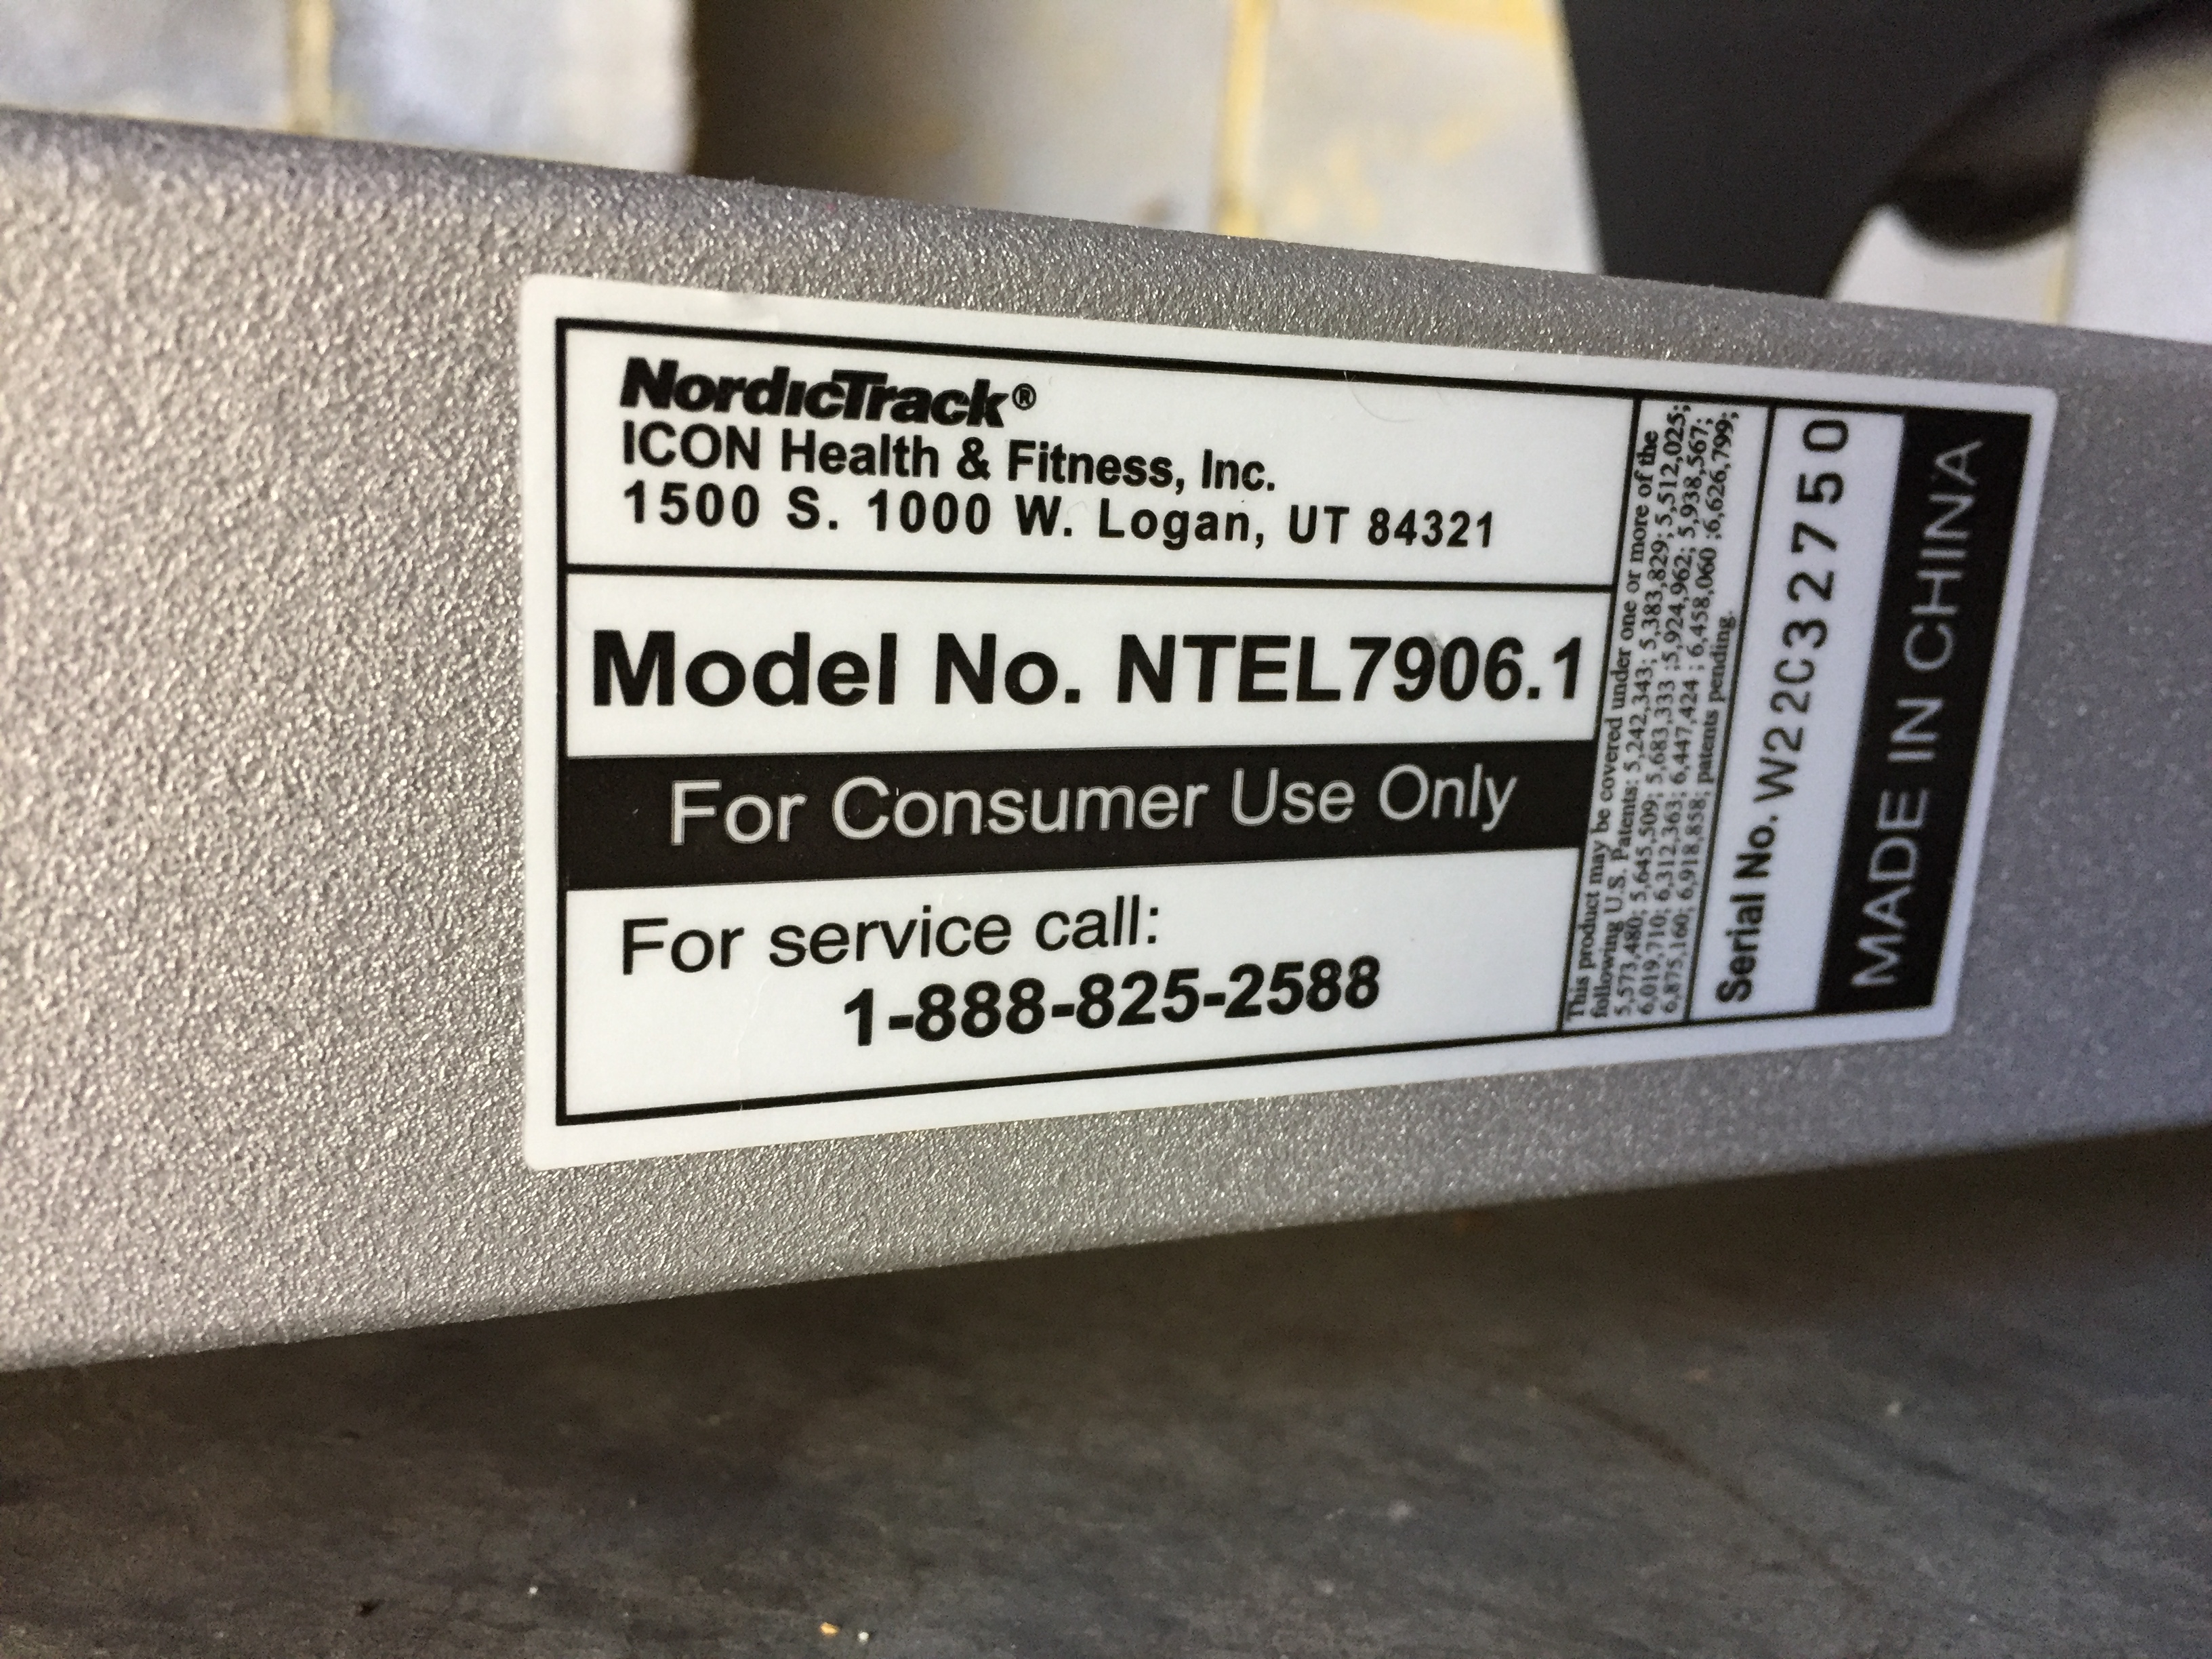 NordicTrack®
ICON Health & Fitness, Inc.
1500 S. 1000 W. Logan, UT 84321
Model No. NTEL7906.1
For Consumer Use Only
For service call:
1-888-825-2588
This product may be covered under one or more of the
following U.S. Patents: 5,242,343; 5,383,829; 5,512,025;
5,573,480; 5,645,509; 5,683,333 ;5,924,962; 5,938,567;
6,019,710; 6,312,363; 6,447,424 ; 6,458,060 ;6,626,799;
6,875,160; 6,918,858; patents pending.
Serial No. W22C32750
MADE IN CHINA